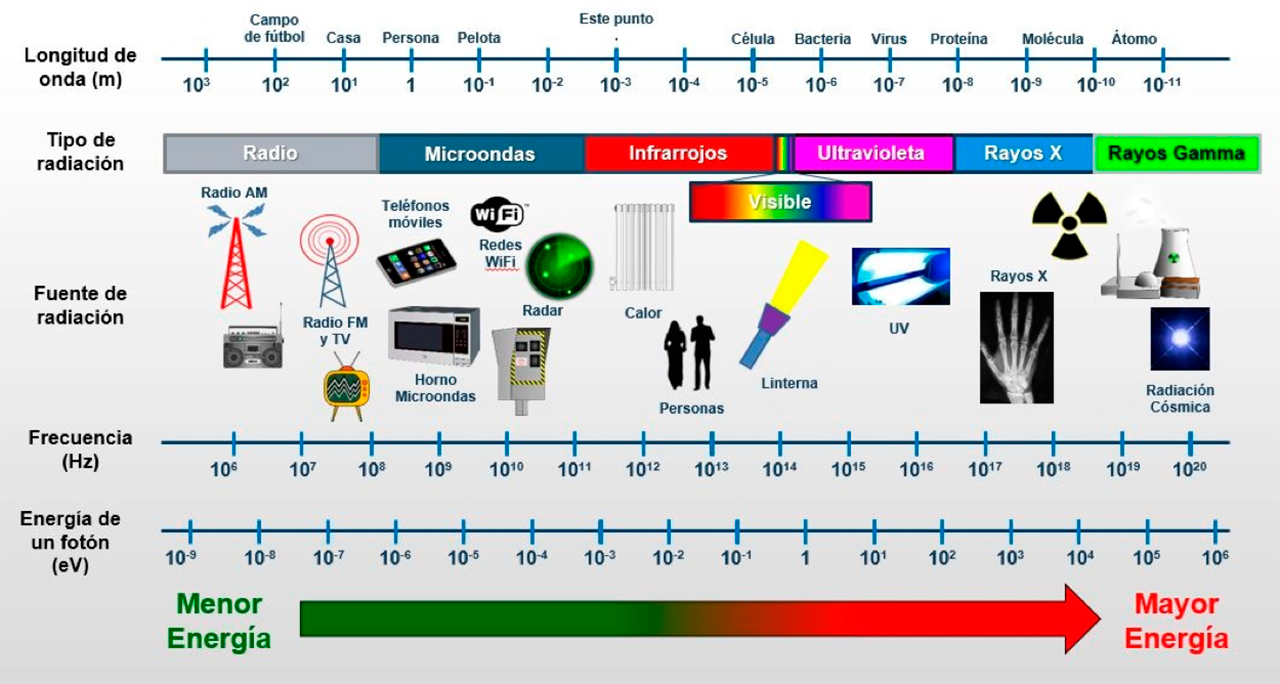 Longitud de
onda (m)
Campo
de fútbol
Casa
Persona
Pelota
Este punto
.
Célula
Bacteria
Virus
Proteína
Molécula
Átomo
10³ 10² 10¹ 1 10⁻¹ 10⁻² 10⁻³ 10⁻⁴ 10⁻⁵ 10⁻⁶ 10⁻⁷ 10⁻⁸ 10⁻⁹ 10⁻¹⁰ 10⁻¹¹
Tipo de
radiación
Radio
Microondas
Infrarrojos
Ultravioleta
Rayos X
Rayos Gamma
Visible
Fuente de
radiación
Radio AM
Radio FM
y TV
Teléfonos
móviles
Horno
Microondas
WiFi™
Redes
WiFi
Radar
Calor
Personas
Linterna
UV
Rayos X
Radiación
Cósmica
Frecuencia
(Hz)
10⁶ 10⁷ 10⁸ 10⁹ 10¹⁰ 10¹¹ 10¹² 10¹³ 10¹⁴ 10¹⁵ 10¹⁶ 10¹⁷ 10¹⁸ 10¹⁹ 10²⁰
Energía de
un fotón
(eV)
10⁻⁹ 10⁻⁸ 10⁻⁷ 10⁻⁶ 10⁻⁵ 10⁻⁴ 10⁻³ 10⁻² 10⁻¹ 1 10¹ 10² 10³ 10⁴ 10⁵ 10⁶
Menor
Energía
Mayor
Energía